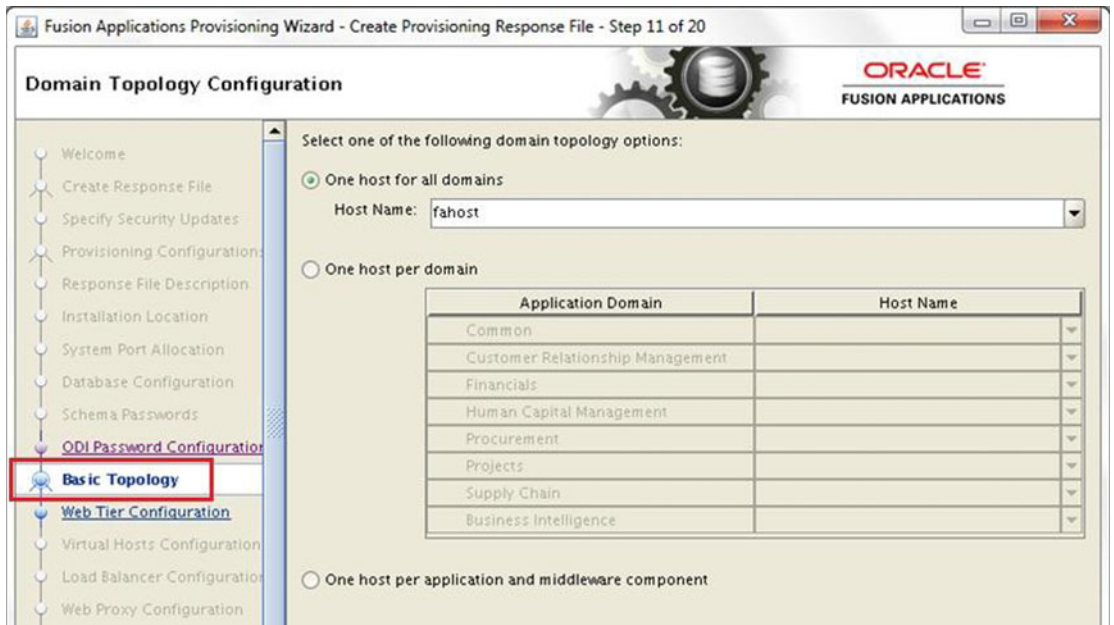 Fusion Applications Provisioning Wizard - Create Provisioning Response File - Step 11 of 20
Domain Topology Configuration
ORACLE
FUSION APPLICATIONS
Welcome
Create Response File
Specify Security Updates
Provisioning Configurations
Response File Description
Installation Location
System Port Allocation
Database Configuration
Schema Passwords
ODI Password Configuration
Basic Topology
Web Tier Configuration
Virtual Hosts Configuration
Load Balancer Configuration
Web Proxy Configuration
Select one of the following domain topology options:
One host for all domains
Host Name: fahost
One host per domain
Application Domain Host Name
Common
Customer Relationship Management
Financials
Human Capital Management
Procurement
Projects
Supply Chain
Business Intelligence
One host per application and middleware component